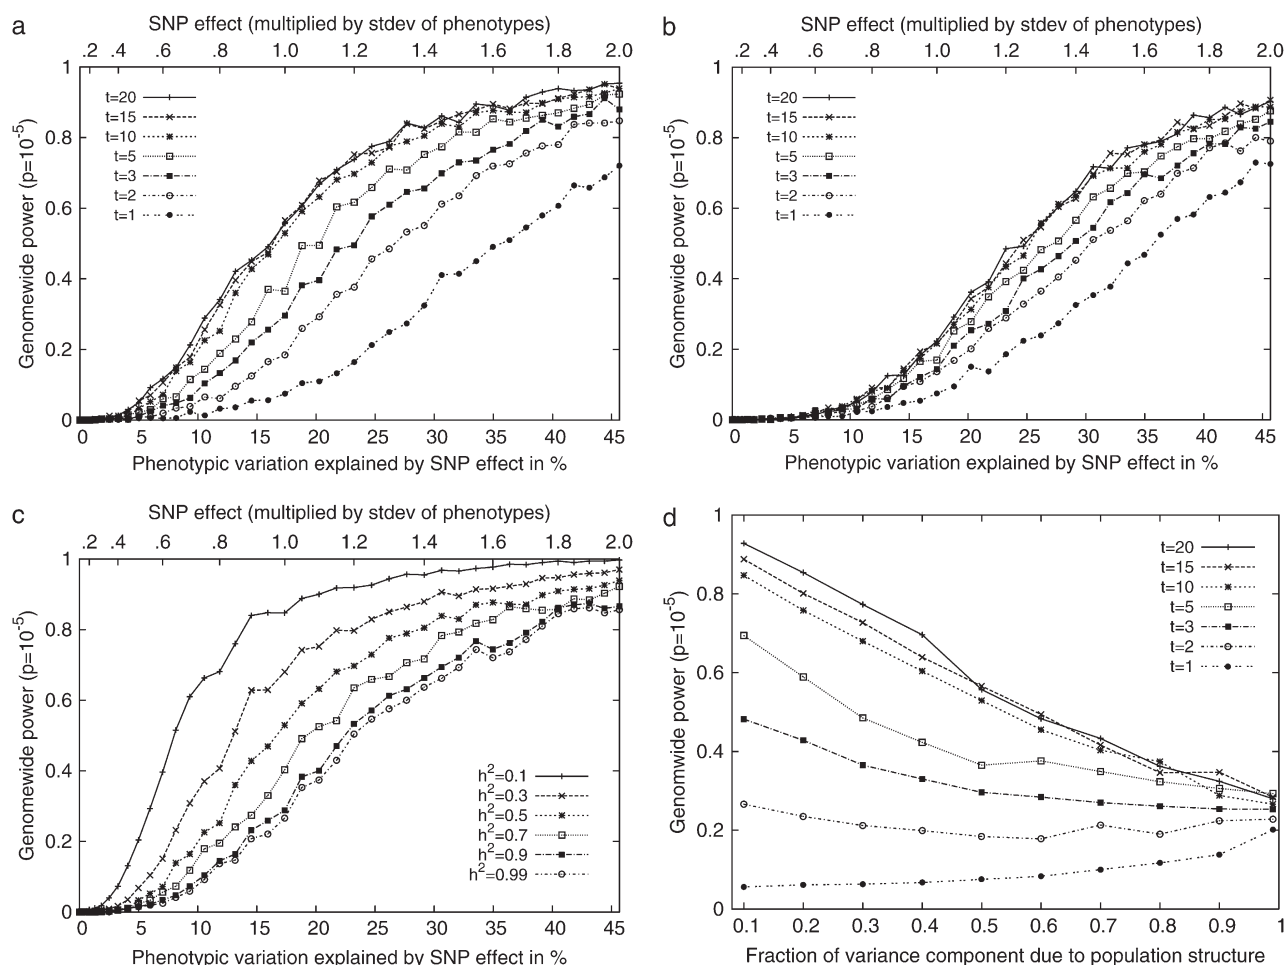 a
SNP effect (multiplied by stdev of phenotypes)
.2 .4 .6 .8 1.0 1.2 1.4 1.6 1.8 2.0
1
0.8
0.6
0.4
0.2
0
Genomewide power (p=10-5)
t=20
t=15
t=10
t=5
t=3
t=2
t=1
0 5 10 15 20 25 30 35 40 45
Phenotypic variation explained by SNP effect in %
b
SNP effect (multiplied by stdev of phenotypes)
.2 .4 .6 .8 1.0 1.2 1.4 1.6 1.8 2.0
1
0.8
0.6
0.4
0.2
0
Genomewide power (p=10-5)
t=20
t=15
t=10
t=5
t=3
t=2
t=1
0 5 10 15 20 25 30 35 40 45
Phenotypic variation explained by SNP effect in %
c
SNP effect (multiplied by stdev of phenotypes)
.2 .4 .6 .8 1.0 1.2 1.4 1.6 1.8 2.0
1
0.8
0.6
0.4
0.2
0
Genomewide power (p=10-5)
h2=0.1
h2=0.3
h2=0.5
h2=0.7
h2=0.9
h2=0.99
0 5 10 15 20 25 30 35 40 45
Phenotypic variation explained by SNP effect in %
d
1
0.8
0.6
0.4
0.2
0
Genomwide power (p=10-5)
t=20
t=15
t=10
t=5
t=3
t=2
t=1
0.1 0.2 0.3 0.4 0.5 0.6 0.7 0.8 0.9 1
Fraction of variance component due to population structure